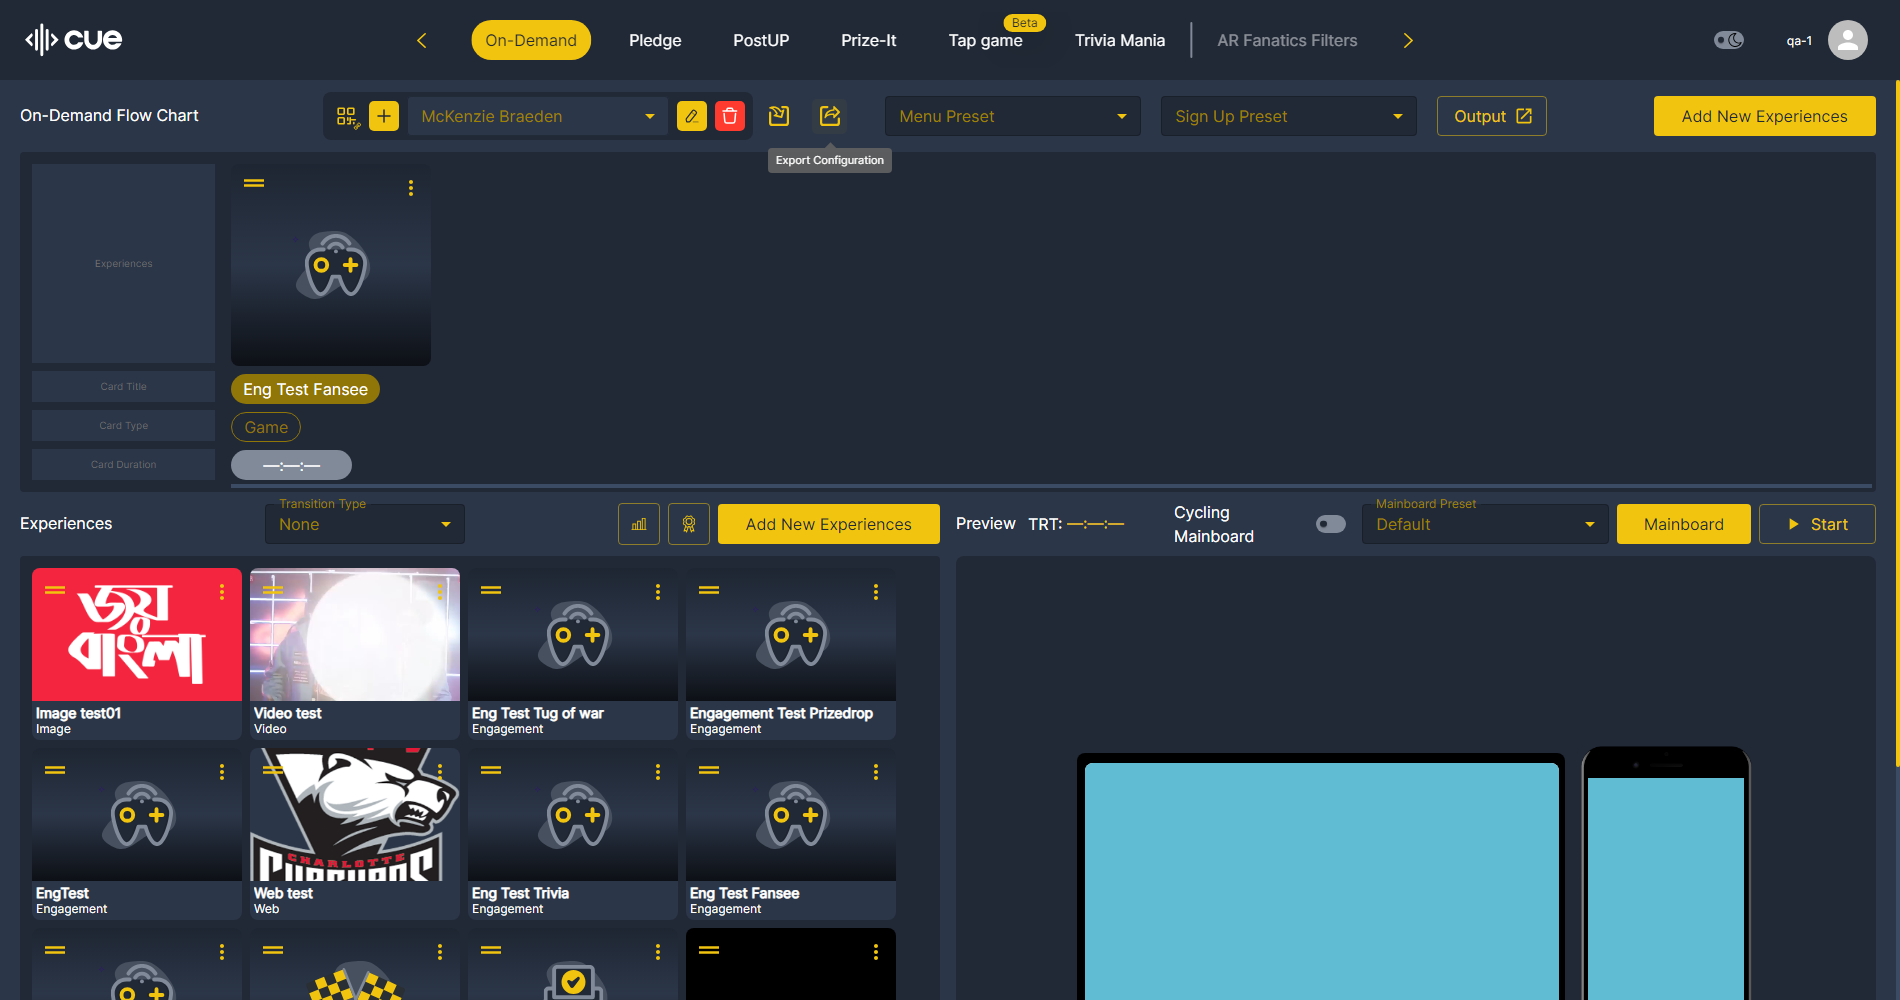 cue
On-Demand
Pledge
PostUP
Prize-It
Tap game
Beta
Trivia Mania
AR Fanatics Filters
qa-1
On-Demand Flow Chart
McKenzie Braeden
Menu Preset
Sign Up Preset
Output
Add New Experiences
Export Configuration
Experiences
Card Title
Eng Test Fansee
Card Type
Game
Card Duration
—:—:—
Experiences
Transition Type
None
Add New Experiences
Preview
TRT: —:—:—
Cycling
Mainboard
Mainboard Preset
Default
Mainboard
Start
জয়
বাংলা
Image test01
Image
Video test
Video
Eng Test Tug of war
Engagement
Engagement Test Prizedrop
Engagement
EngTest
Engagement
CHARLOTTE
Web test
Web
Eng Test Trivia
Engagement
Eng Test Fansee
Engagement